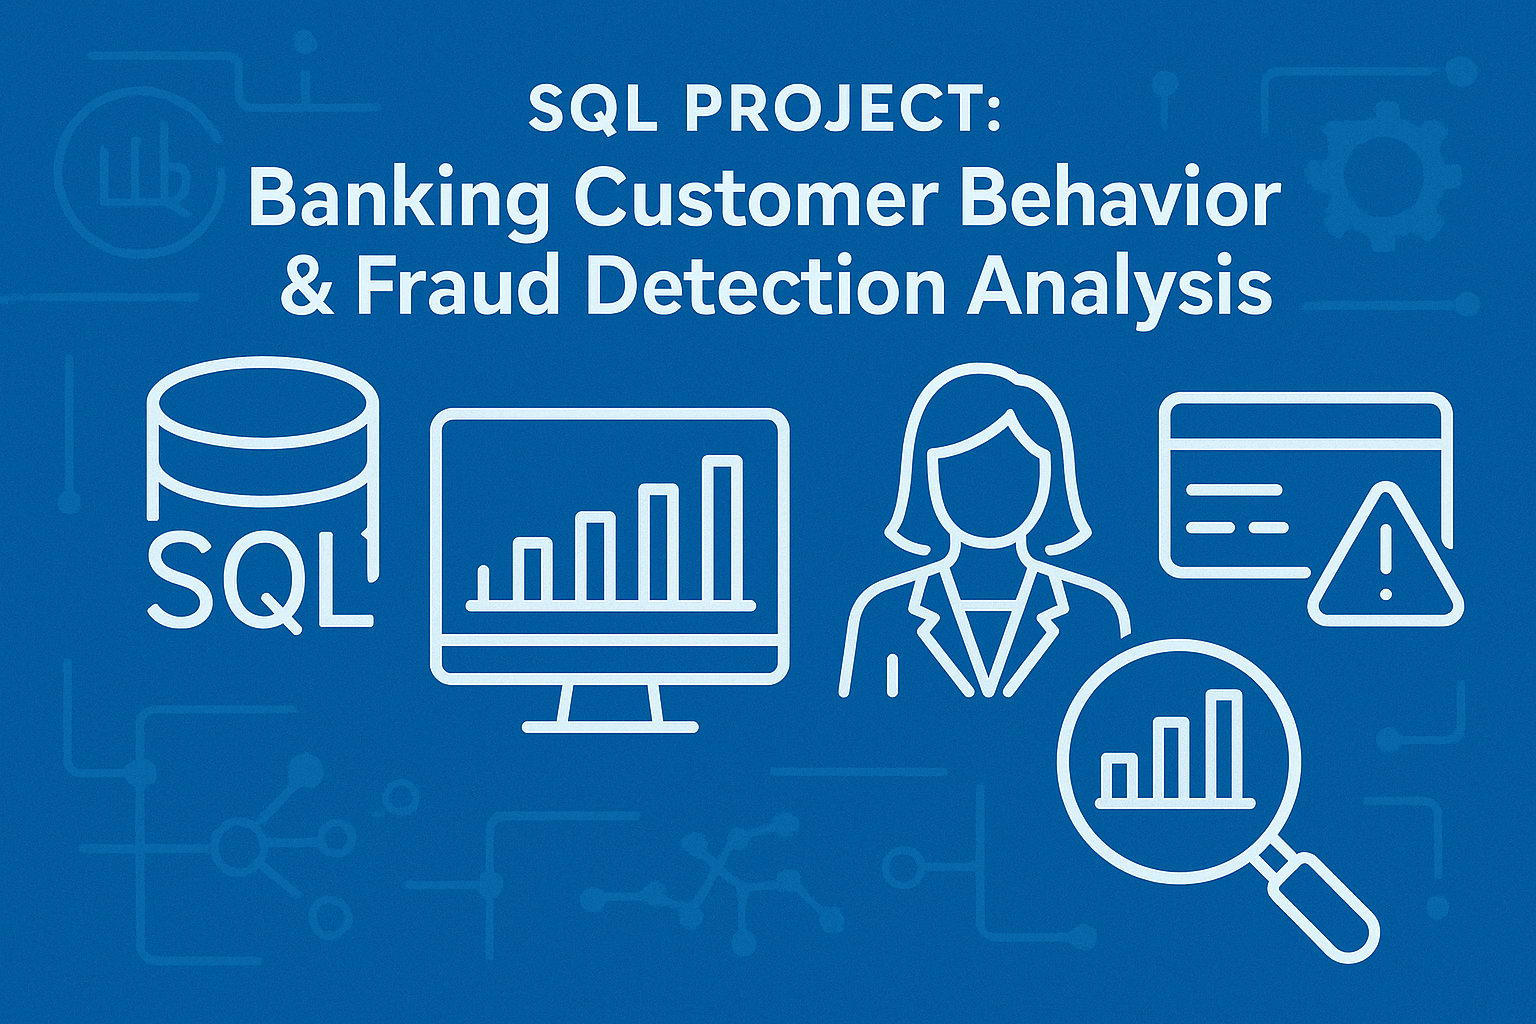 SQL PROJECT:
Banking Customer Behavior
& Fraud Detection Analysis
SQL